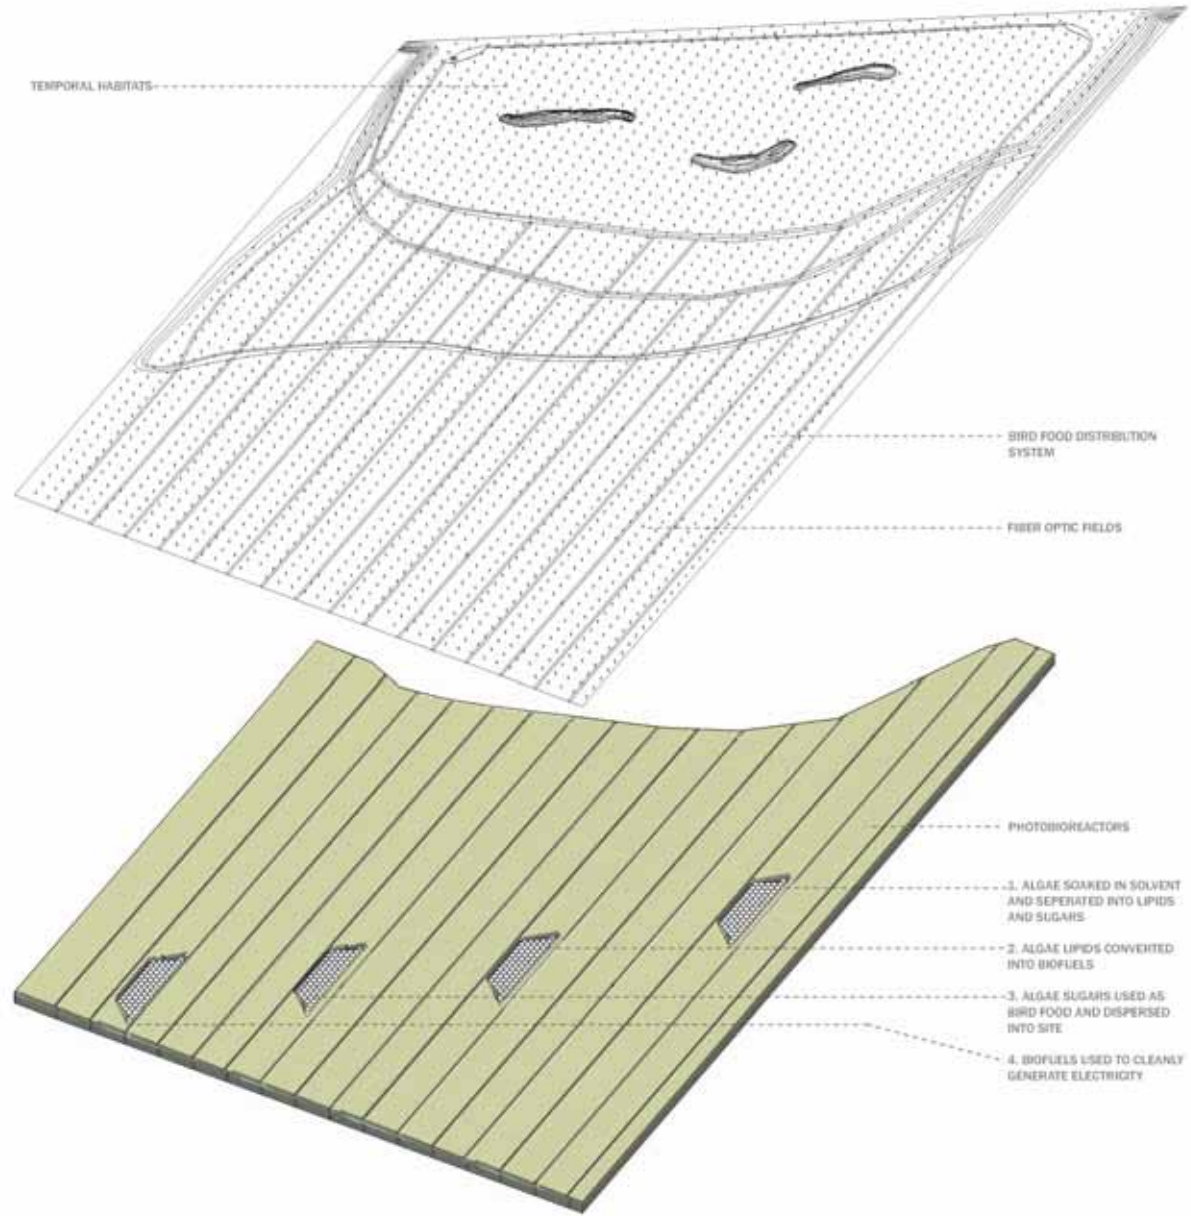 TEMPORAL HABITATS
BIRD FOOD DISTRIBUTION
SYSTEM
FIBER OPTIC FIELDS
PHOTOBIOREACTORS
1. ALGAE SOAKED IN SOLVENT
AND SEPERATED INTO LIPIDS
AND SUGARS
2. ALGAE LIPIDS CONVERTED
INTO BIOFUELS
3. ALGAE SUGARS USED AS
BIRD FOOD AND DISPERSED
INTO SITE
4. BIOFUELS USED TO CLEANLY
GENERATE ELECTRICITY